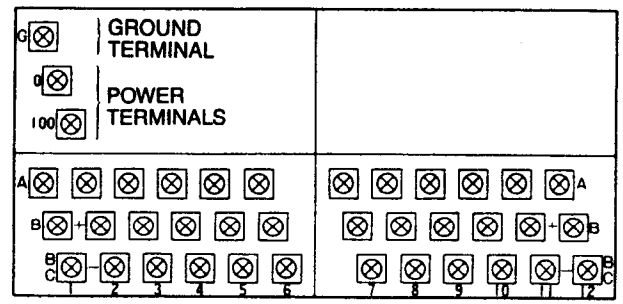 G
GROUND
TERMINAL
0
POWER
100
TERMINALS
A
A
B +
+ B
B
C
-
-
B
C
1 2 3 4 5 6
7 8 9 10 11 12